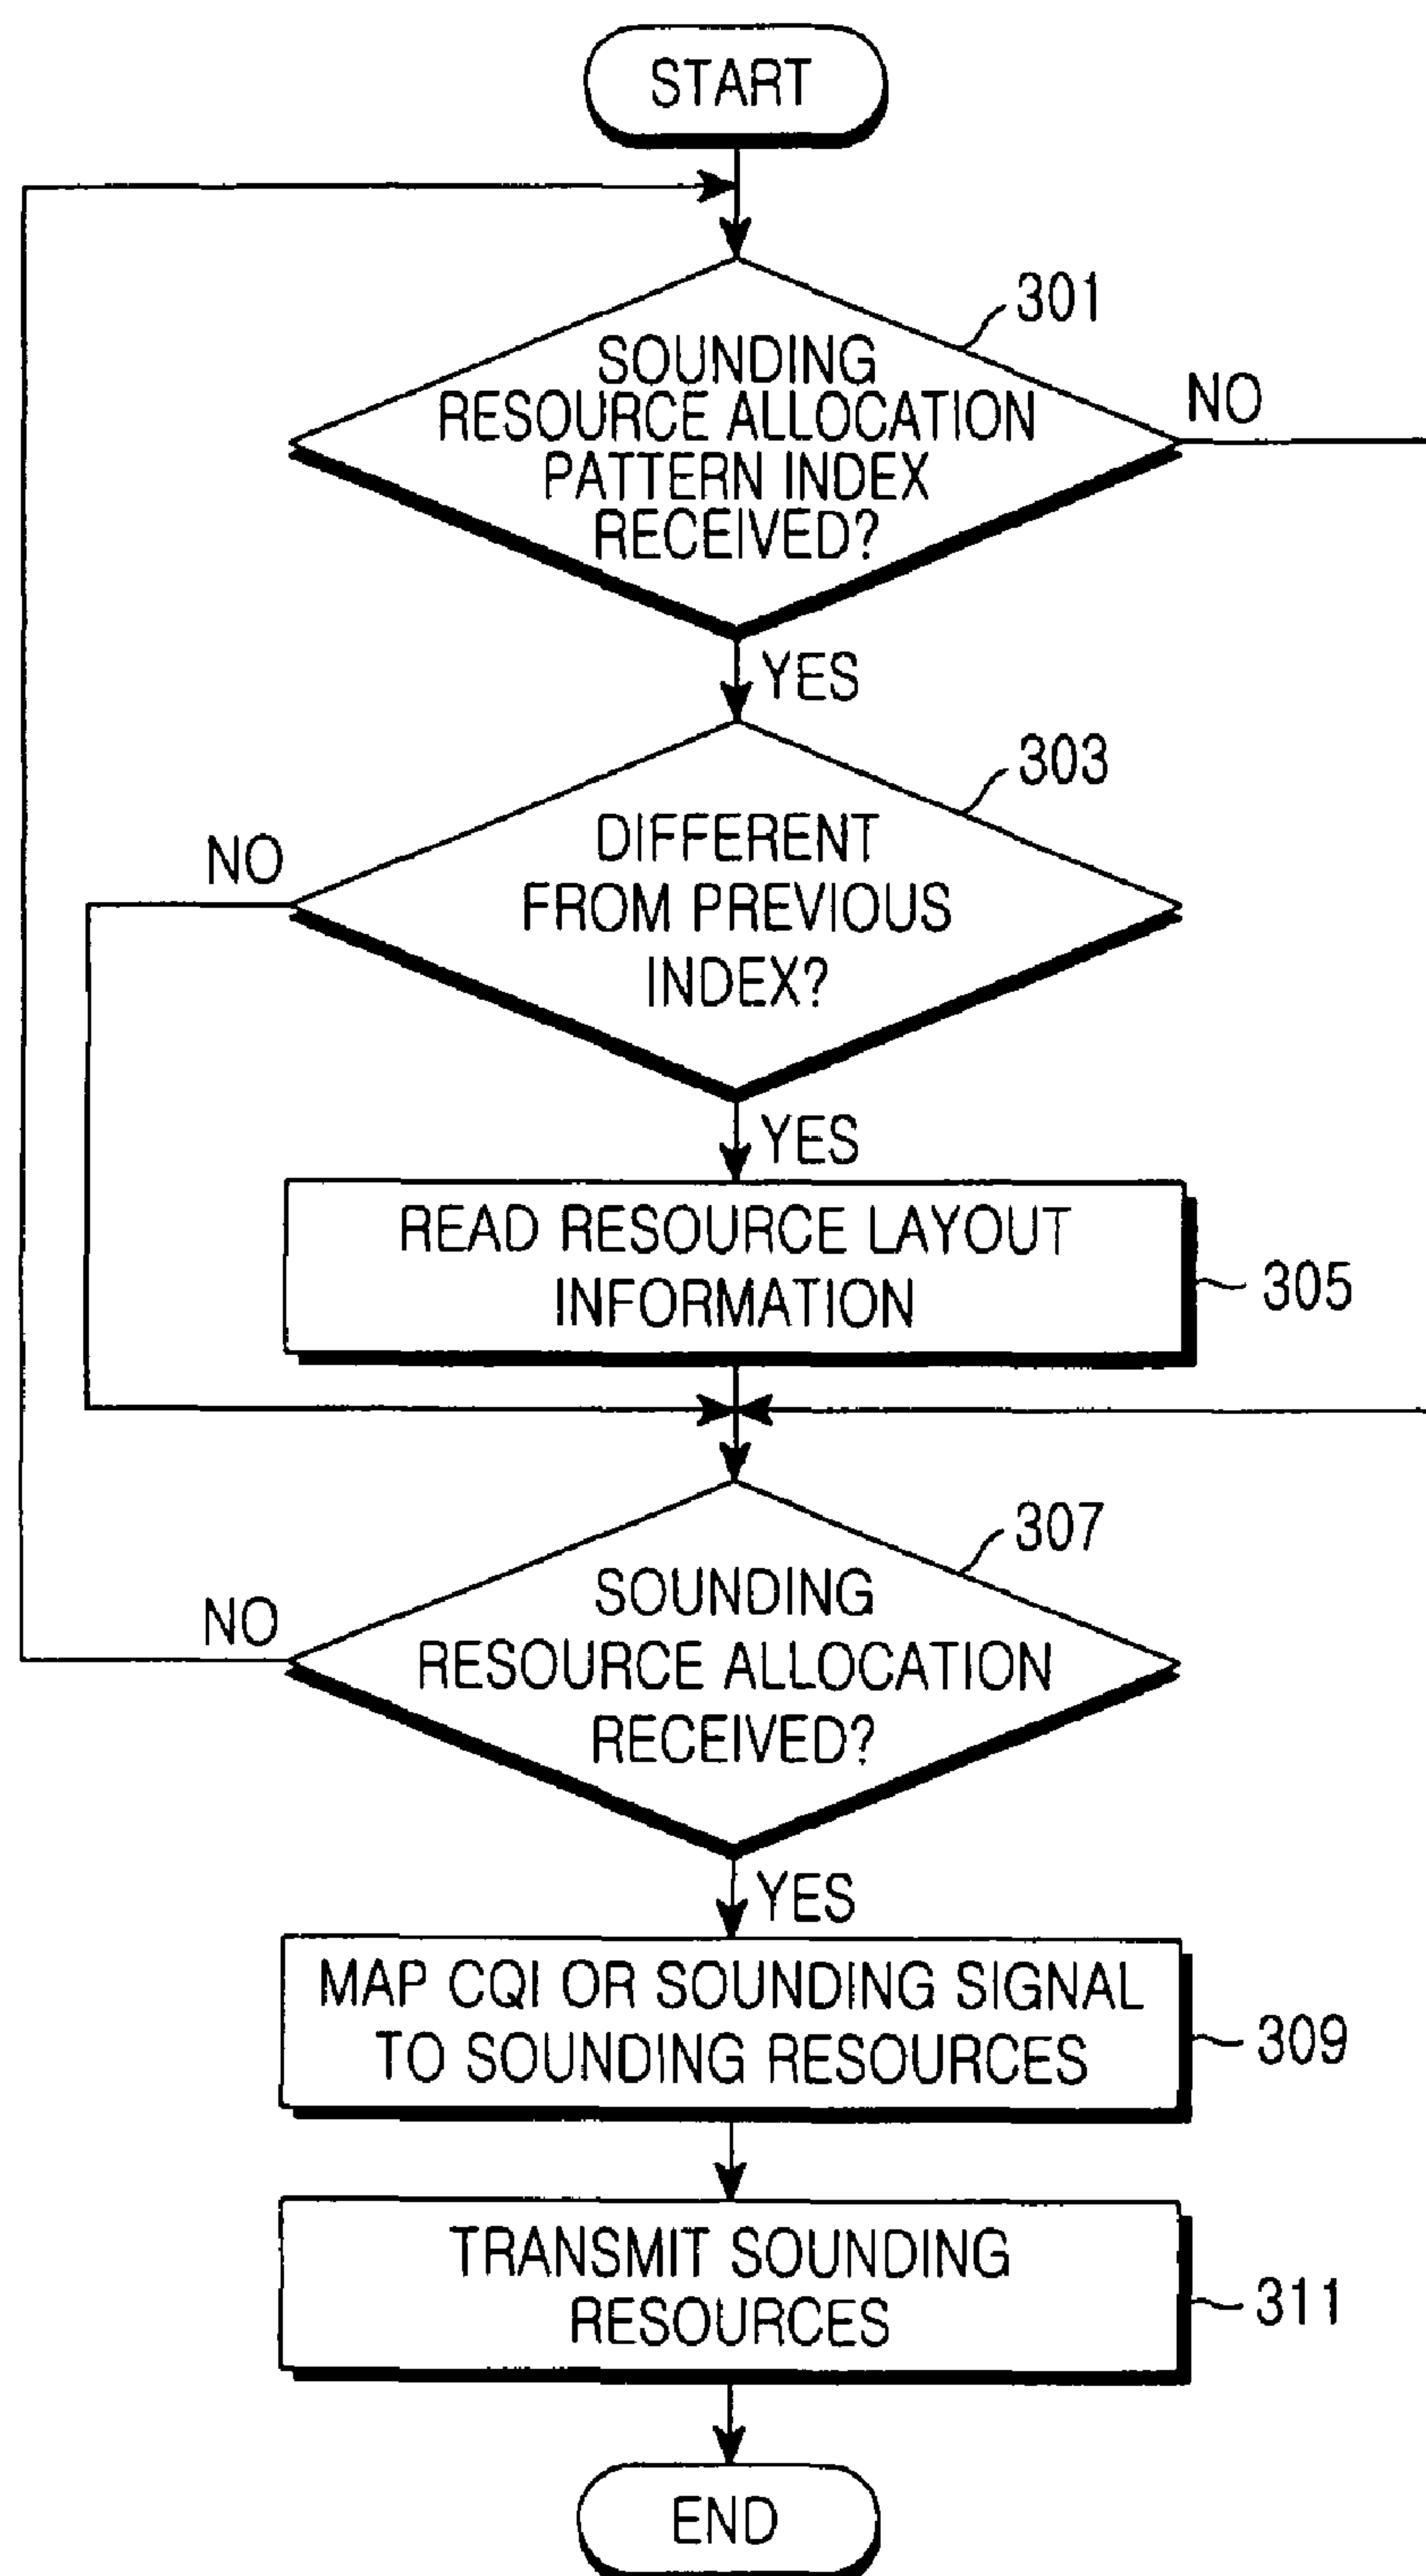 START
301
SOUNDING
RESOURCE ALLOCATION
PATTERN INDEX
RECEIVED?
NO
YES
303
DIFFERENT
FROM PREVIOUS
INDEX?
NO
YES
READ RESOURCE LAYOUT
INFORMATION
305
307
SOUNDING
RESOURCE ALLOCATION
RECEIVED?
NO
YES
MAP CQI OR SOUNDING SIGNAL
TO SOUNDING RESOURCES
309
TRANSMIT SOUNDING
RESOURCES
311
END